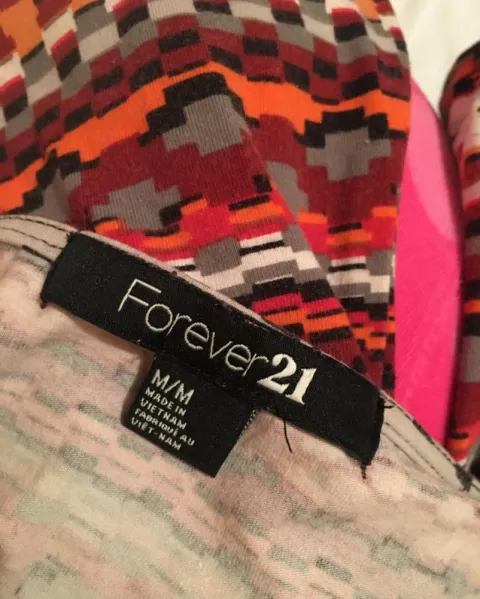 Forever21
M/M
MADE IN
VIETNAM
FABRIQUÉ AU
VIÊT-NAM